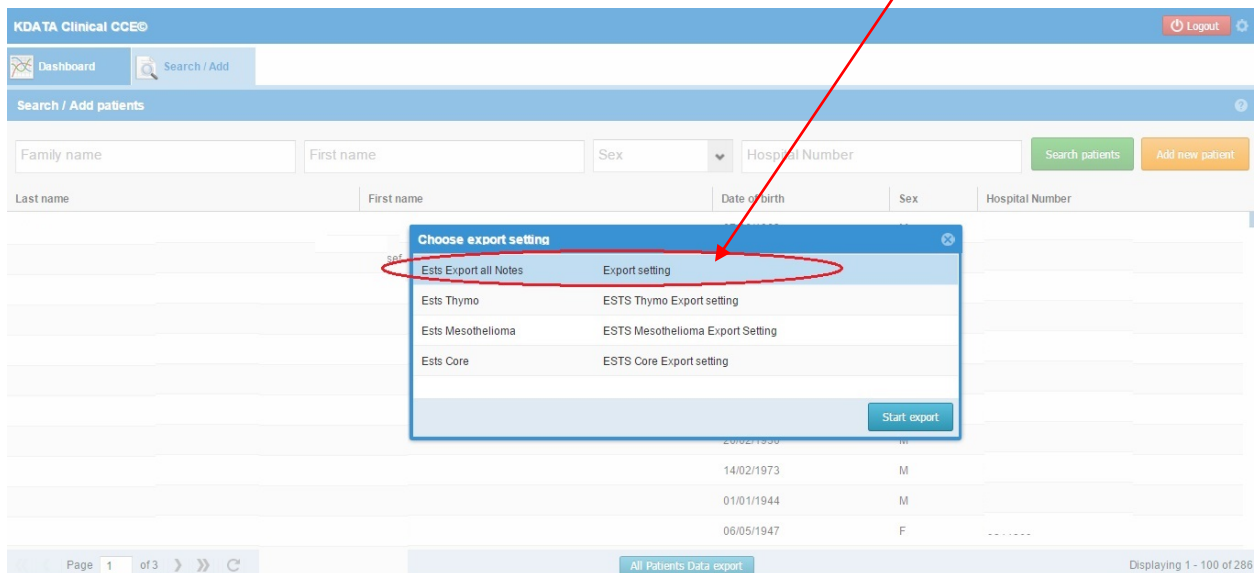 KDATA Clinical CCE© Logout
Dashboard Search / Add
Search / Add patients
Family name First name Sex Hospital Number Search patients Add new patient
Last name First name Date of birth Sex Hospital Number
Choose export setting
sef
Ests Export all Notes Export setting
Ests Thymo ESTS Thymo Export setting
Ests Mesothelioma ESTS Mesothelioma Export Setting
Ests Core ESTS Core Export setting
Start export
14/02/1973 M
01/01/1944 M
06/05/1947 F
Page 1 of 3 All Patients Data export Displaying 1 - 100 of 286